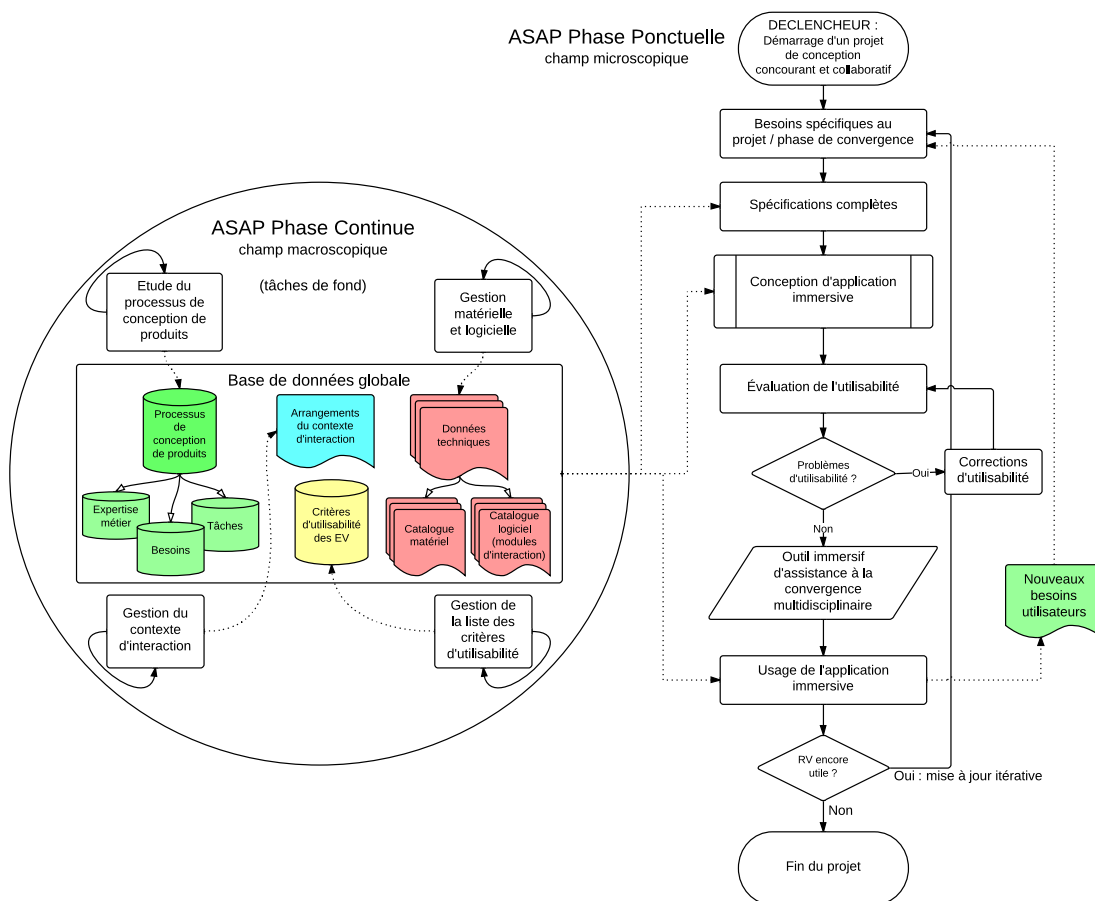 ASAP Phase Ponctuelle
champ microscopique
DECLENCHEUR :
Démarrage d'un projet
de conception
concourant et collaboratif
Besoins spécifiques au
projet / phase de convergence
Spécifications complètes
Conception d'application
immersive
Évaluation de l'utilisabilité
Problèmes
d'utilisabilité ?
Oui
Corrections
d'utilisabilité
Non
Outil immersif
d'assistance à la
convergence
multidisciplinaire
Nouveaux
besoins
utilisateurs
Usage de l'application
immersive
RV encore
utile ?
Oui : mise à jour itérative
Non
Fin du projet
ASAP Phase Continue
champ macroscopique
(tâches de fond)
Etude du
processus de
conception de
produits
Gestion
matérielle
et logicielle
Base de données globale
Processus
de
conception
de produits
Arrangements
du contexte
d'interaction
Données
techniques
Expertise
métier
Besoins
Tâches
Critères
d'utilisabilité
des EV
Catalogue
matériel
Catalogue
logiciel
(modules
d'interaction)
Gestion du
contexte
d'interaction
Gestion de
la liste des
critères
d'utilisabilité